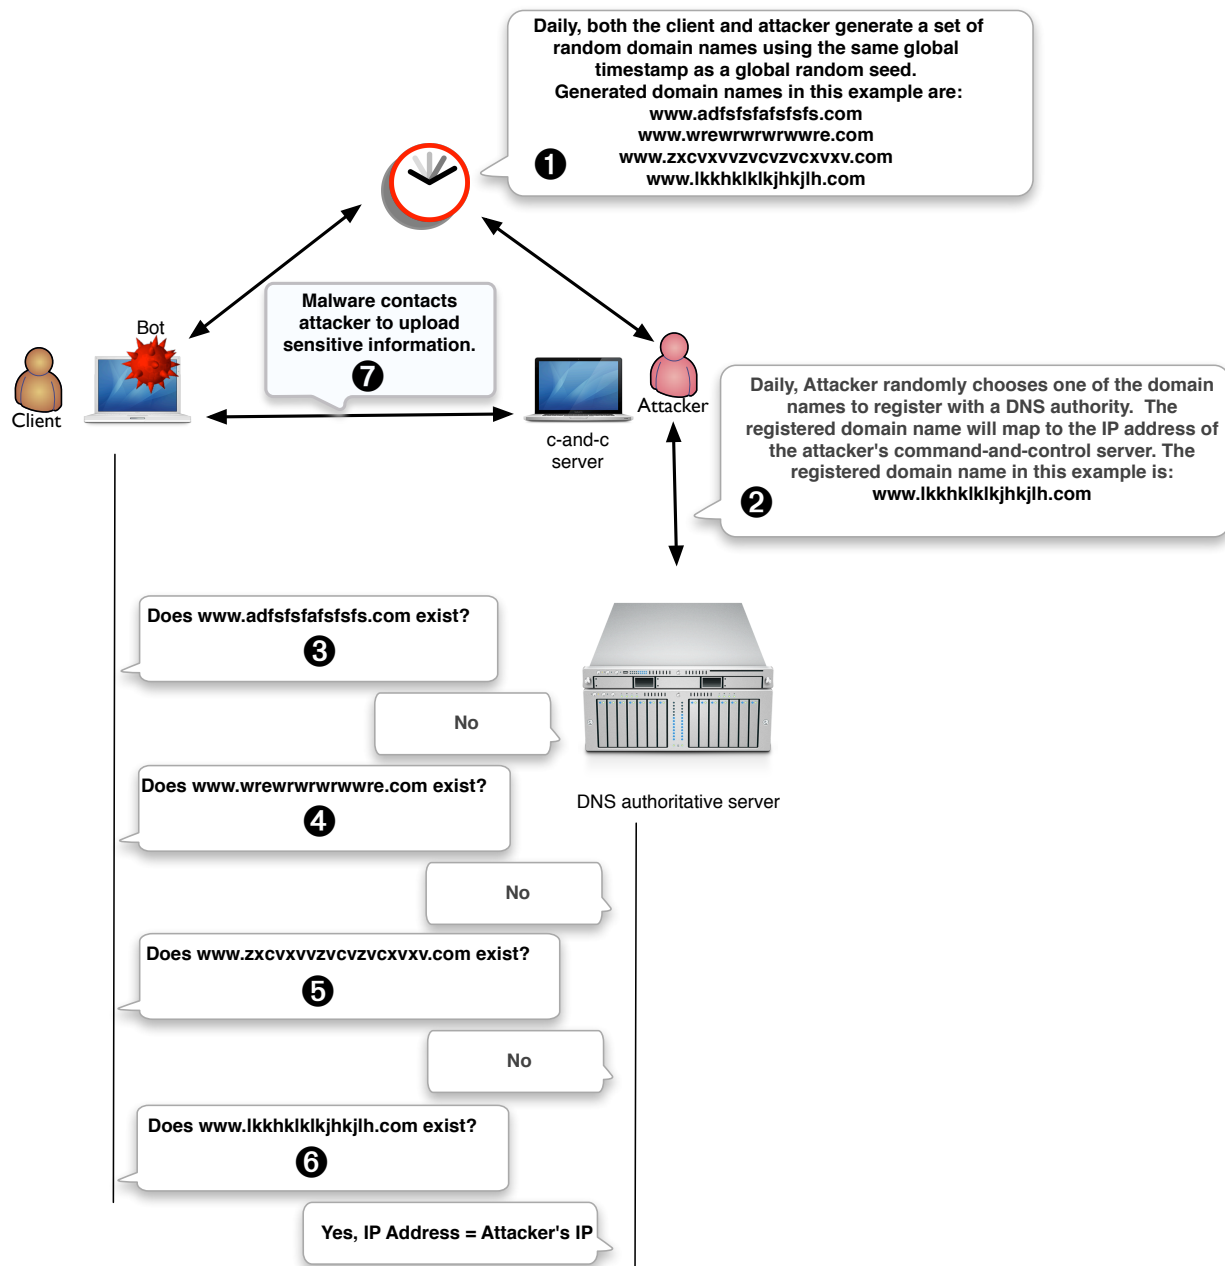 Daily, both the client and attacker generate a set of
random domain names using the same global
timestamp as a global random seed.
Generated domain names in this example are:
www.adfsfsfafsfsfs.com
www.wrewrwrwrwwre.com
www.zxcvxvvzvcvzvcxvxv.com
www.lkkhklklkjhkjlh.com
❶
Malware contacts
attacker to upload
sensitive information.
❼
Bot
Client
c-and-c
server
Attacker
Daily, Attacker randomly chooses one of the domain
names to register with a DNS authority. The
registered domain name will map to the IP address of
the attacker's command-and-control server. The
registered domain name in this example is:
www.lkkhklklkjhkjlh.com
❷
Does www.adfsfsfafsfsfs.com exist?
❸
No
DNS authoritative server
Does www.wrewrwrwrwwre.com exist?
❹
No
Does www.zxcvxvvzvcvzvcxvxv.com exist?
❺
No
Does www.lkkhklklkjhkjlh.com exist?
❻
Yes, IP Address = Attacker's IP